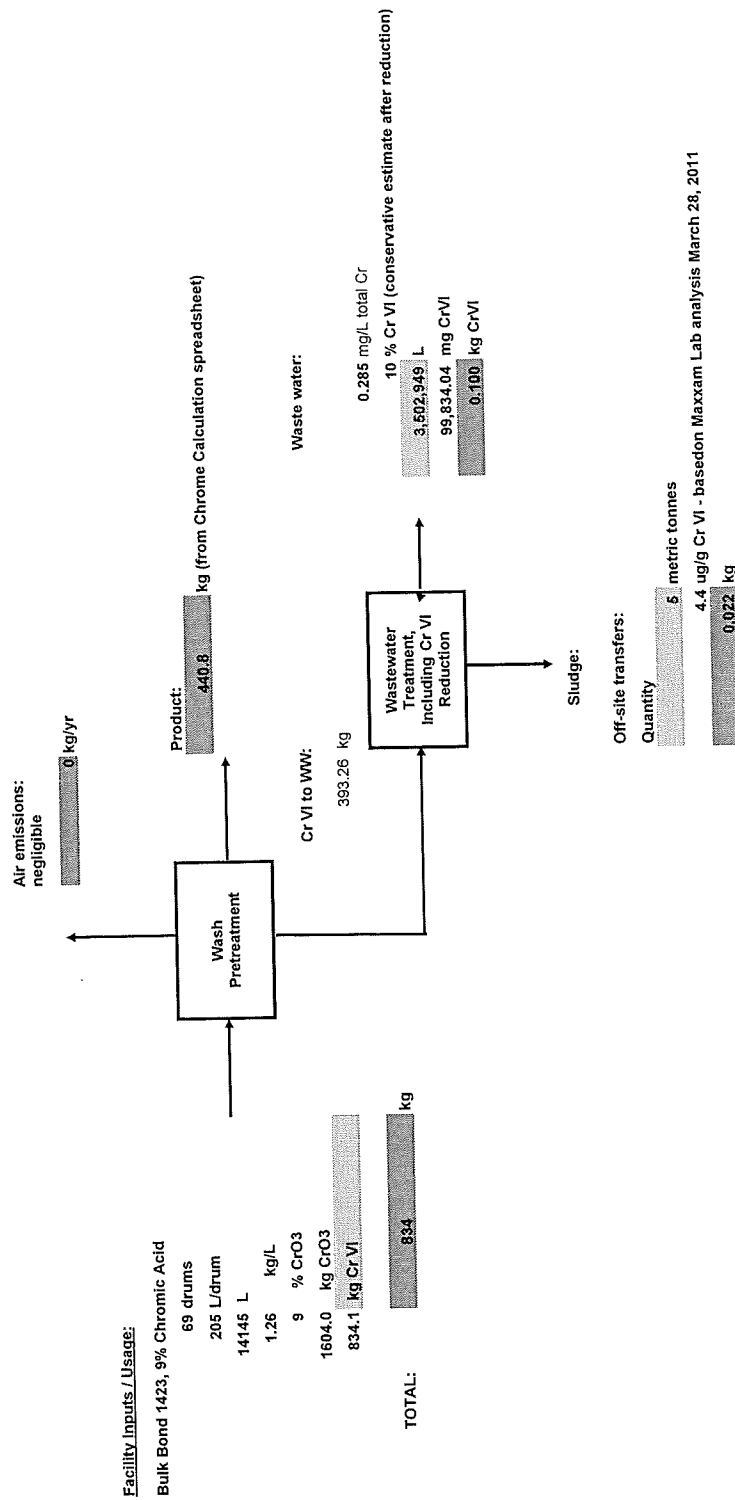 Facility Inputs / Usage:
Bulk Bond 1423, 9% Chromic Acid
69 drums
205 L/drum
14145 L
1.26 kg/L
9 % CrO3
1604.0 kg CrO3
834.1 kg Cr VI
TOTAL:
834 kg
Air emissions:
negligible
0 kg/yr
Wash
Pretreatment
Product:
440.8 kg (from Chrome Calculation spreadsheet)
Cr VI to WW:
393.26 kg
Wastewater
Treatment,
Including Cr VI
Reduction
Waste water:
0.285 mg/L total Cr
10 % Cr VI (conservative estimate after reduction)
3,502,949 L
99,834.04 mg CrVI
0.100 kg CrVI
Sludge:
Off-site transfers:
Quantity
5 metric tonnes
4.4 ug/g Cr VI - basedon Maxxam Lab analysis March 28, 2011
0.022 kg